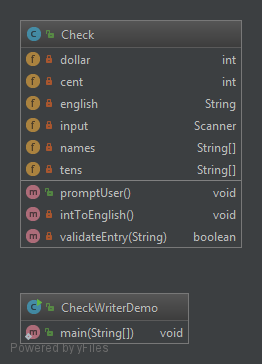 Check
dollar int
cent int
english String
input Scanner
names String[]
tens String[]
promptUser() void
intToEnglish() void
validateEntry(String) boolean
CheckWriterDemo
main(String[]) void
Powered by yFiles